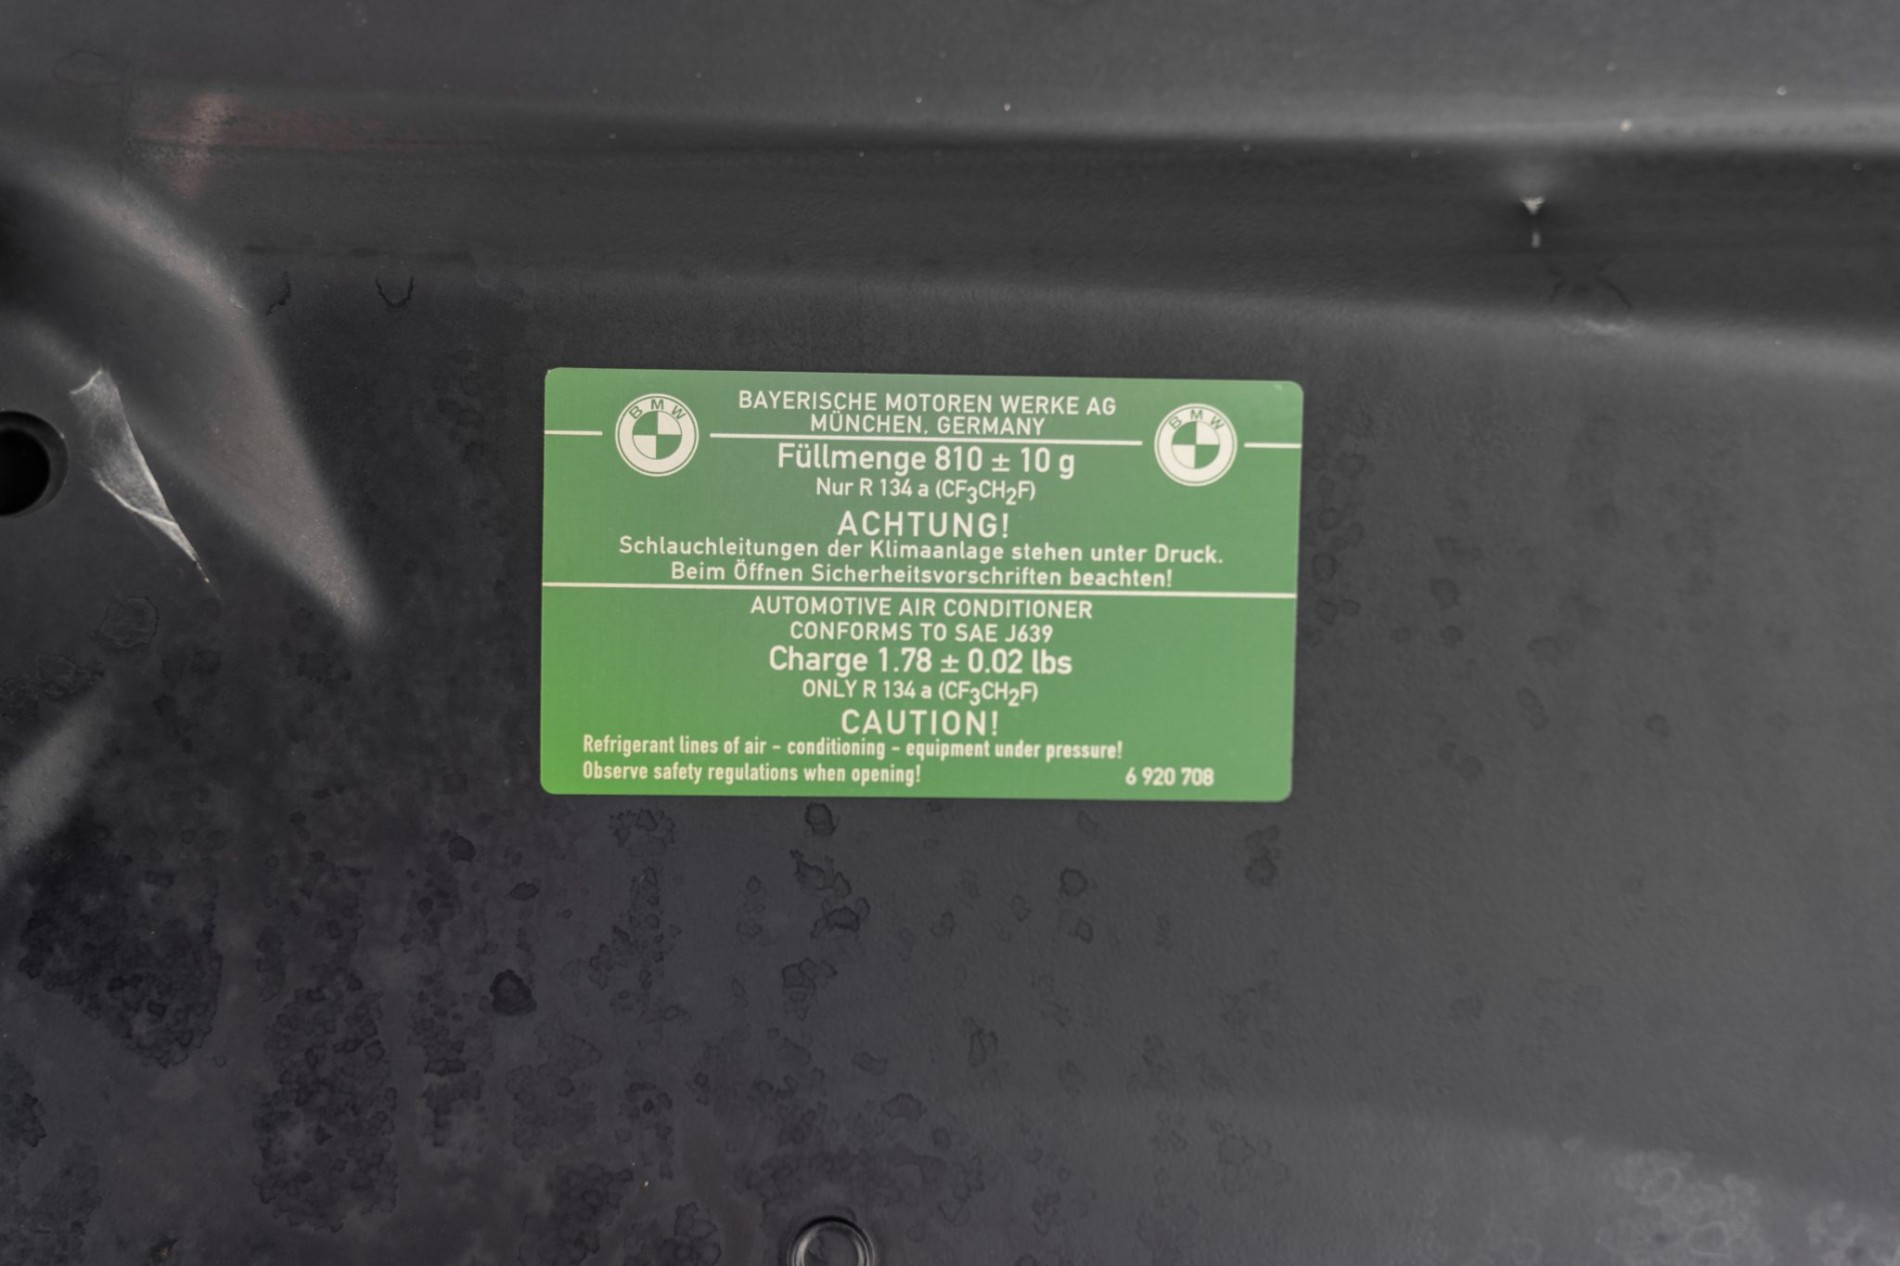 BAYERISCHE MOTOREN WERKE AG
MÜNCHEN, GERMANY
BMW
BMW
Füllmenge 810 ± 10 g
Nur R 134 a (CF₃CH₂F)
ACHTUNG!
Schlauchleitungen der Klimaanlage stehen unter Druck.
Beim Öffnen Sicherheitsvorschriften beachten!
AUTOMOTIVE AIR CONDITIONER
CONFORMS TO SAE J639
Charge 1.78 ± 0.02 lbs
ONLY R 134 a (CF₃CH₂F)
CAUTION!
Refrigerant lines of air - conditioning - equipment under pressure!
Observe safety regulations when opening! 6 920 708